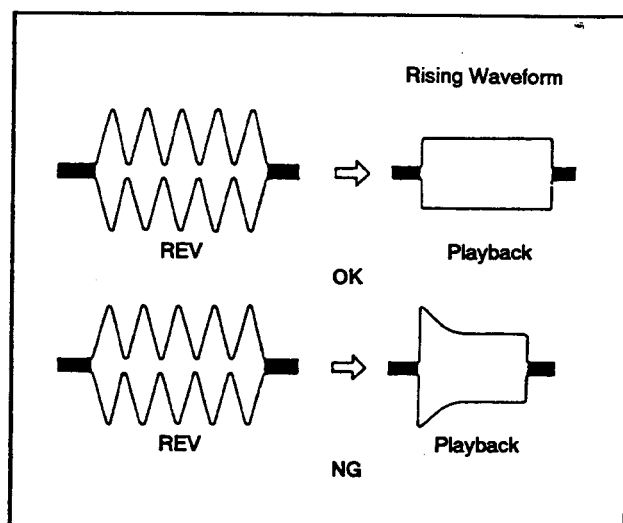 Rising Waveform
REV
Playback
OK
REV
Playback
NG